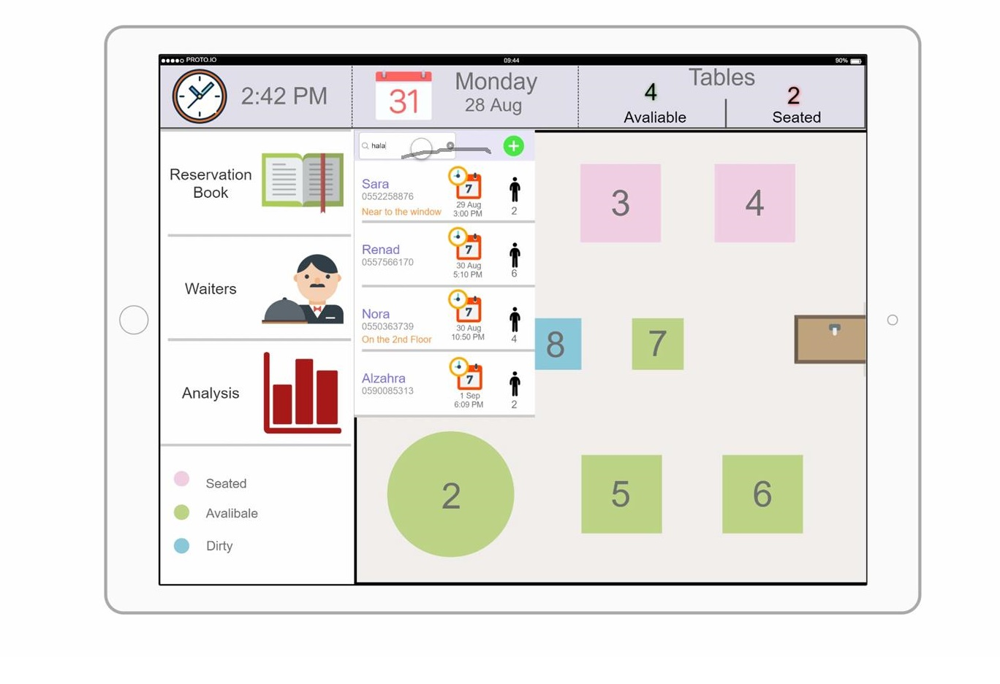 PROTO.IO
09:44
90%
2:42 PM
31
Monday
28 Aug
Tables
4
Avaliable
2
Seated
Reservation
Book
Waiters
Analysis
Seated
Avalibale
Dirty
hala
Sara
0552258876
Near to the window
7
29 Aug
3:00 PM
2
Renad
0557566170
7
30 Aug
5:10 PM
6
Nora
0550363739
On the 2nd Floor
7
30 Aug
10:50 PM
4
Alzahra
0590085313
7
1 Sep
6:09 PM
2
3
4
8
7
2
5
6